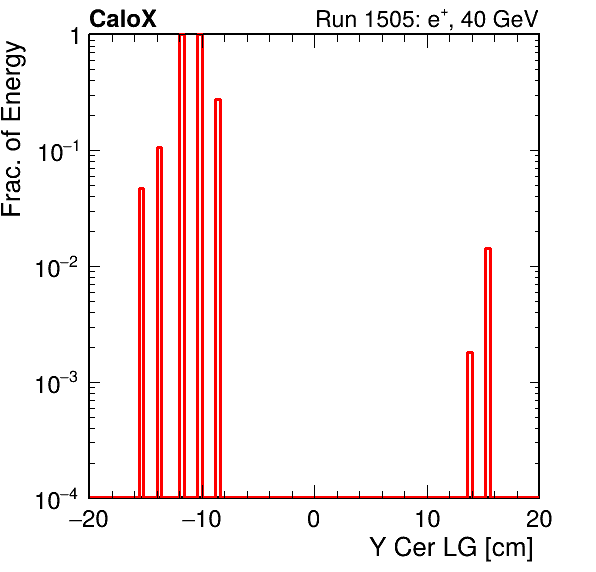 CaloX
Run 1505: e⁺, 40 GeV
Frac. of Energy
1
10⁻¹
10⁻²
10⁻³
10⁻⁴
−20
−10
0
10
20
Y Cer LG [cm]